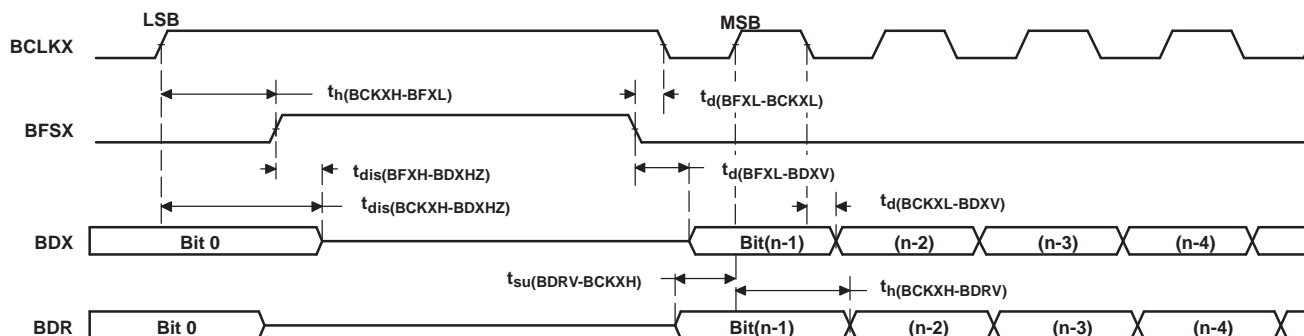 LSB MSB
BCLKX
th(BCKXH-BFXL) td(BFXL-BCKXL)
BFSX
tdis(BFXH-BDXHZ) td(BFXL-BDXV)
tdis(BCKXH-BDXHZ) td(BCKXL-BDXV)
BDX Bit 0 Bit(n-1) (n-2) (n-3) (n-4)
tsu(BDRV-BCKXH) th(BCKXH-BDRV)
BDR Bit 0 Bit(n-1) (n-2) (n-3) (n-4)